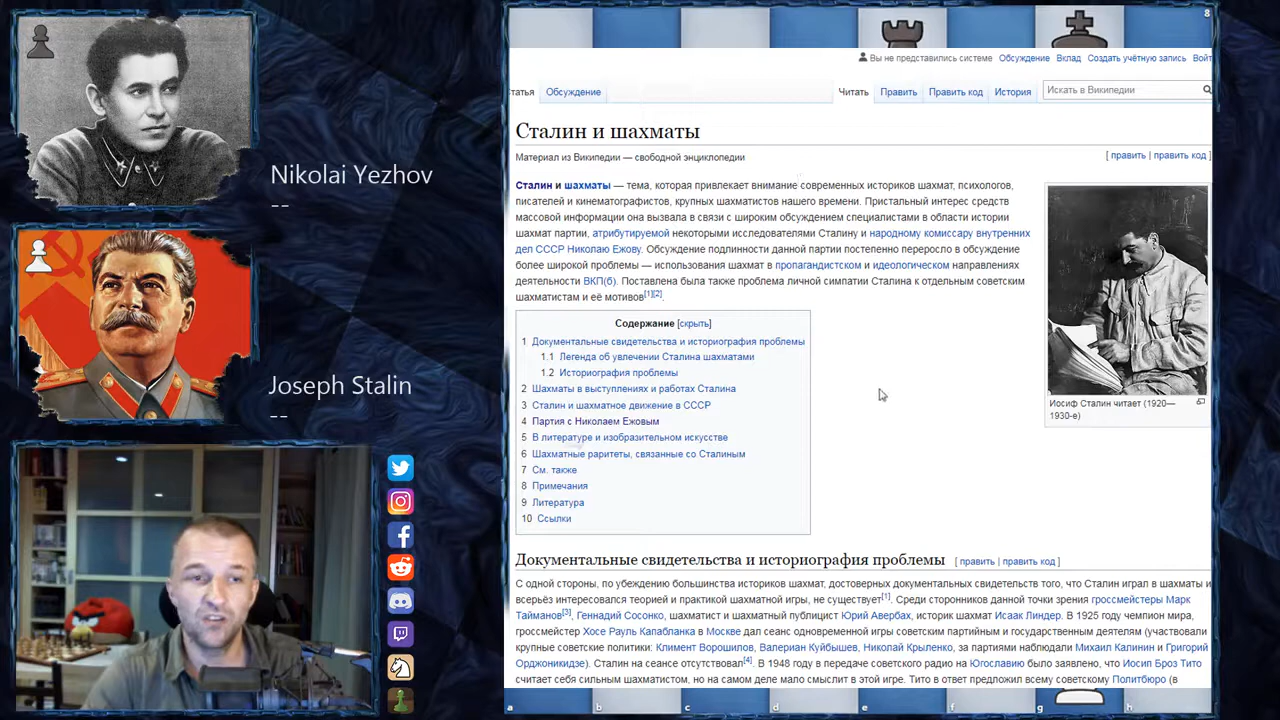 Nikolai Yezhov
--
Joseph Stalin
--
8
Вы не представились системе Обсуждение Вклад Создать учётную запись Войт
татья Обсуждение Читать Править Править код История Искать в Википедии
Сталин и шахматы
Материал из Википедии — свободной энциклопедии [ править | править код ]
Сталин и шахматы — тема, которая привлекает внимание современных историков шахмат, психологов,
писателей и кинематографистов, крупных шахматистов нашего времени. Пристальный интерес средств
массовой информации она вызвала в связи с широким обсуждением специалистами в области истории
шахмат партии, атрибутируемой некоторыми исследователями Сталину и народному комиссару внутренних
дел СССР Николаю Ежову. Обсуждение подлинности данной партии постепенно переросло в обсуждение
более широкой проблемы — использования шахмат в пропагандистском и идеологическом направлениях
деятельности ВКП(б). Поставлена была также проблема личной симпатии Сталина к отдельным советским
шахматистам и её мотивов[1][2].
Иосиф Сталин читает (1920—
1930-е)
Содержание [скрыть]
1 Документальные свидетельства и историография проблемы
1.1 Легенда об увлечении Сталина шахматами
1.2 Историография проблемы
2 Шахматы в выступлениях и работах Сталина
3 Сталин и шахматное движение в СССР
4 Партия с Николаем Ежовым
5 В литературе и изобразительном искусстве
6 Шахматные раритеты, связанные со Сталиным
7 См. также
8 Примечания
9 Литература
10 Ссылки
Документальные свидетельства и историография проблемы [ править | править код ]
С одной стороны, по убеждению большинства историков шахмат, достоверных документальных свидетельств того, что Сталин играл в шахматы и
всерьёз интересовался теорией и практикой шахматной игры, не существует[1]. Среди сторонников данной точки зрения гроссмейстеры Марк
Тайманов[3], Геннадий Сосонко, шахматист и шахматный публицист Юрий Авербах, историк шахмат Исаак Линдер. В 1925 году чемпион мира,
гроссмейстер Хосе Рауль Капабланка в Москве дал сеанс одновременной игры советским партийным и государственным деятелям (участвовали
крупные советские политики: Климент Ворошилов, Валериан Куйбышев, Николай Крыленко, за партиями наблюдали Михаил Калинин и Григорий
Орджоникидзе). Сталин на сеансе отсутствовал[4]. В 1948 году в передаче советского радио на Югославию было заявлено, что Иосип Броз Тито
считает себя сильным шахматистом, но на самом деле мало смыслит в этой игре. Тито в ответ предложил всему советскому Политбюро (в
a b c d e f g h